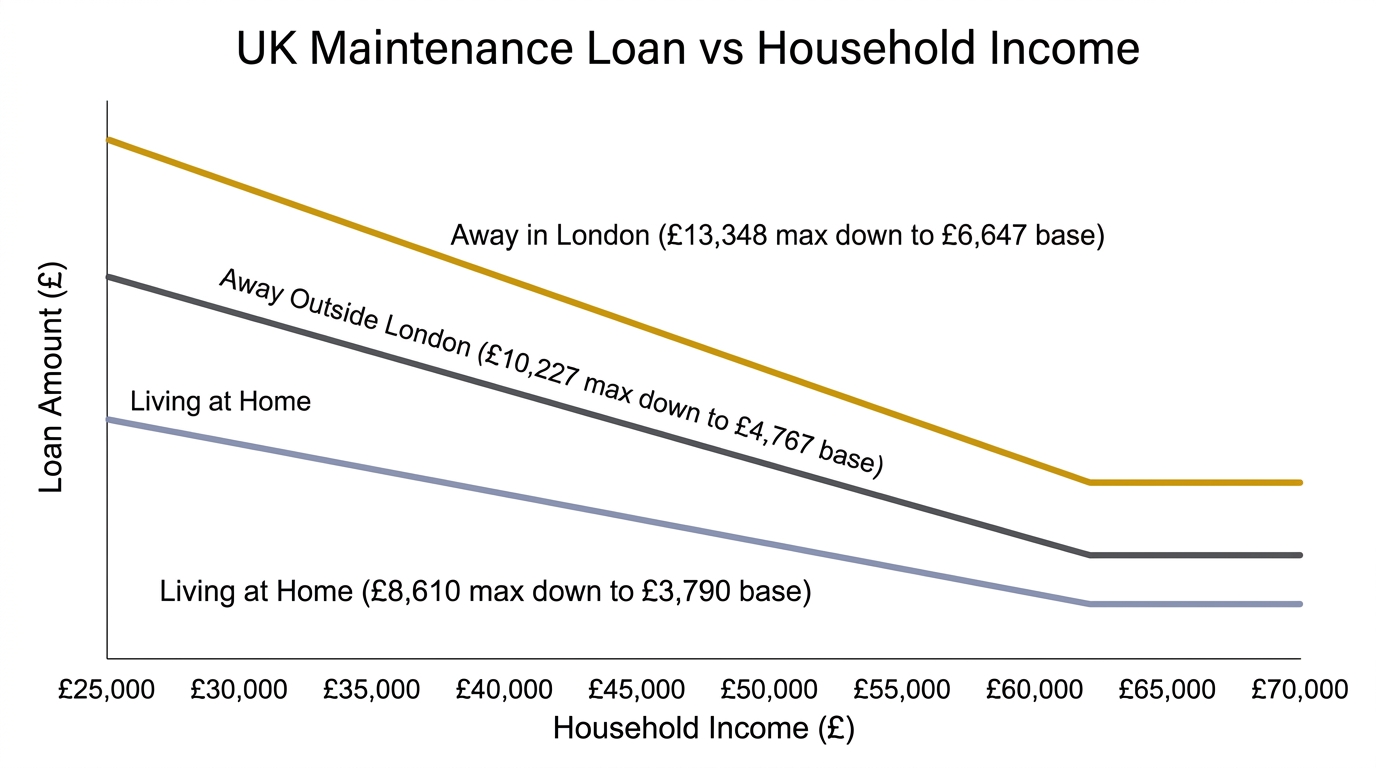 UK Maintenance Loan vs Household Income
Loan Amount (£)
Away in London (£13,348 max down to £6,647 base)
Away Outside London (£10,227 max down to £4,767 base)
Living at Home
Living at Home (£8,610 max down to £3,790 base)
£25,000 £30,000 £35,000 £40,000 £45,000 £50,000 £55,000 £60,000 £65,000 £70,000
Household Income (£)